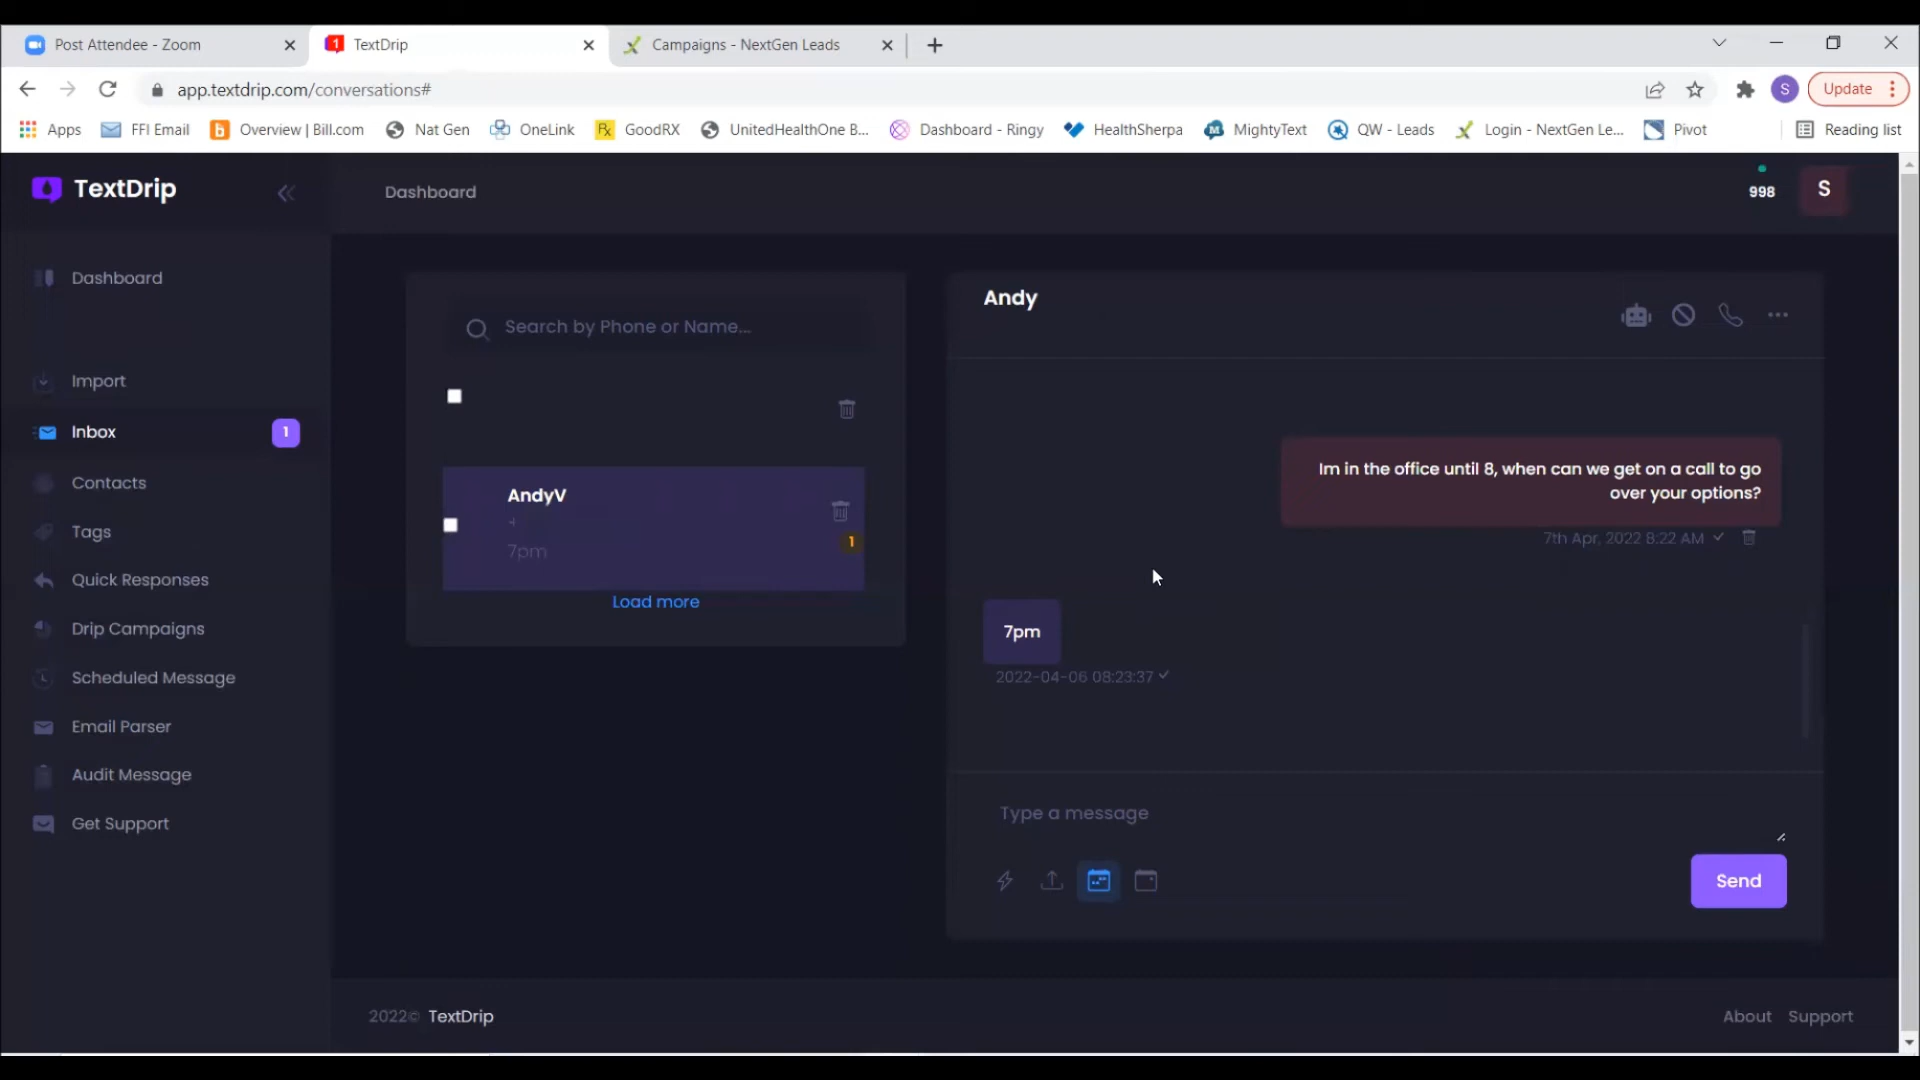 Post Attendee - Zoom
1
TextDrip
Campaigns - NextGen Leads
app.textdrip.com/conversations#
S
Update
Apps
FFI Email
Overview | Bill.com
Nat Gen
OneLink
GoodRX
UnitedHealthOne B...
Dashboard - Ringy
HealthSherpa
MightyText
QW - Leads
Login - NextGen Le...
Pivot
Reading list
TextDrip
Dashboard
998
S
Dashboard
Import
Inbox
1
Contacts
Tags
Quick Responses
Drip Campaigns
Scheduled Message
Email Parser
Audit Message
Get Support
Search by Phone or Name...
AndyV
7pm
1
Load more
Andy
Im in the office until 8, when can we get on a call to go
over your options?
7th Apr, 2022 8:22 AM
7pm
2022-04-06 08:23:37
Type a message
Send
2022© TextDrip
About
Support